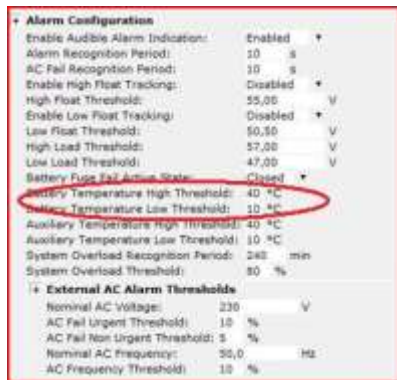 + Alarm Configuration
Enable Audible Alarm Indication: Enabled
Alarm Recognition Period: 10 s
AC Fail Recognition Period: 10 s
Enable High Float Tracking: Disabled
High Float Threshold: 55,00 V
Enable Low Float Tracking: Disabled
Low Float Threshold: 50,50 V
High Load Threshold: 57,00 V
Low Load Threshold: 47,00 V
Battery Fuse Fail Active State: Closed
Battery Temperature High Threshold: 40 °C
Battery Temperature Low Threshold: 10 °C
Auxiliary Temperature High Threshold: 40 °C
Auxiliary Temperature Low Threshold: 10 °C
System Overload Recognition Period: 240 min
System Overload Threshold: 80 %
+ External AC Alarm Thresholds
Nominal AC Voltage: 230 V
AC Fail Urgent Threshold: 10 %
AC Fail Non Urgent Threshold: 5 %
Nominal AC Frequency: 50,0 Hz
AC Frequency Threshold: 10 %